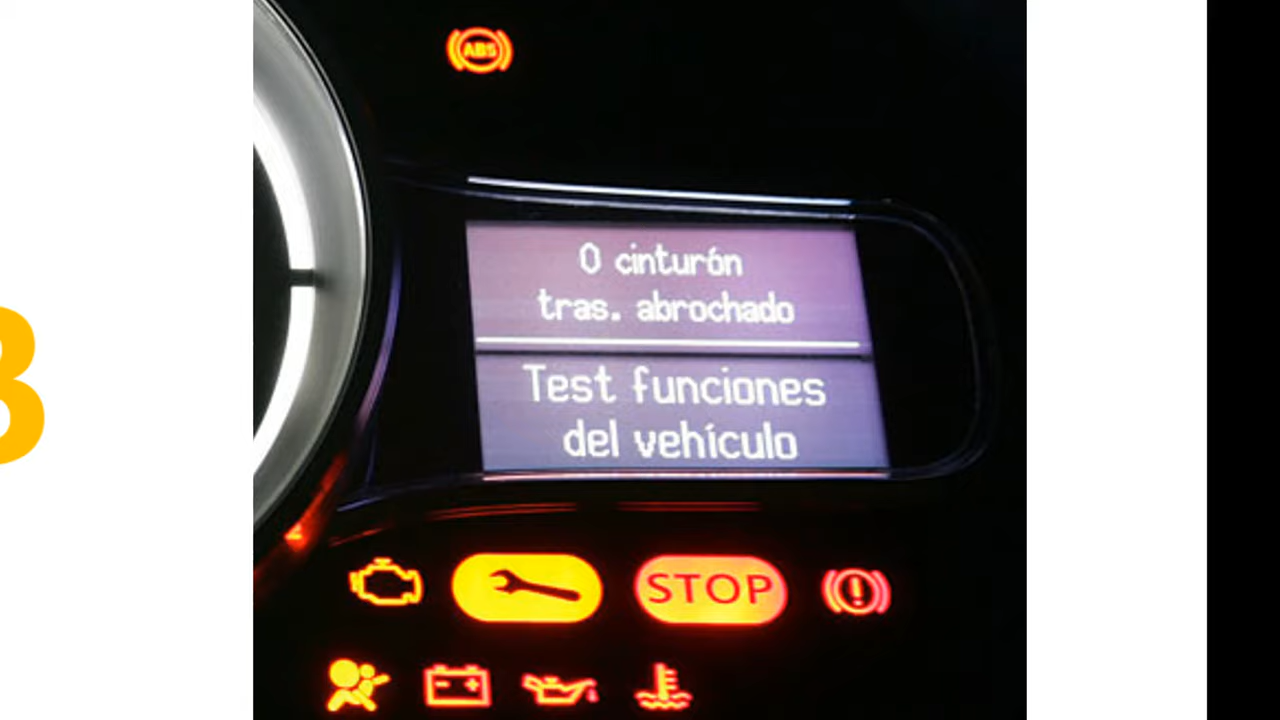 ABS
0 cinturón
tras. abrochado
Test funciones
del vehículo
STOP